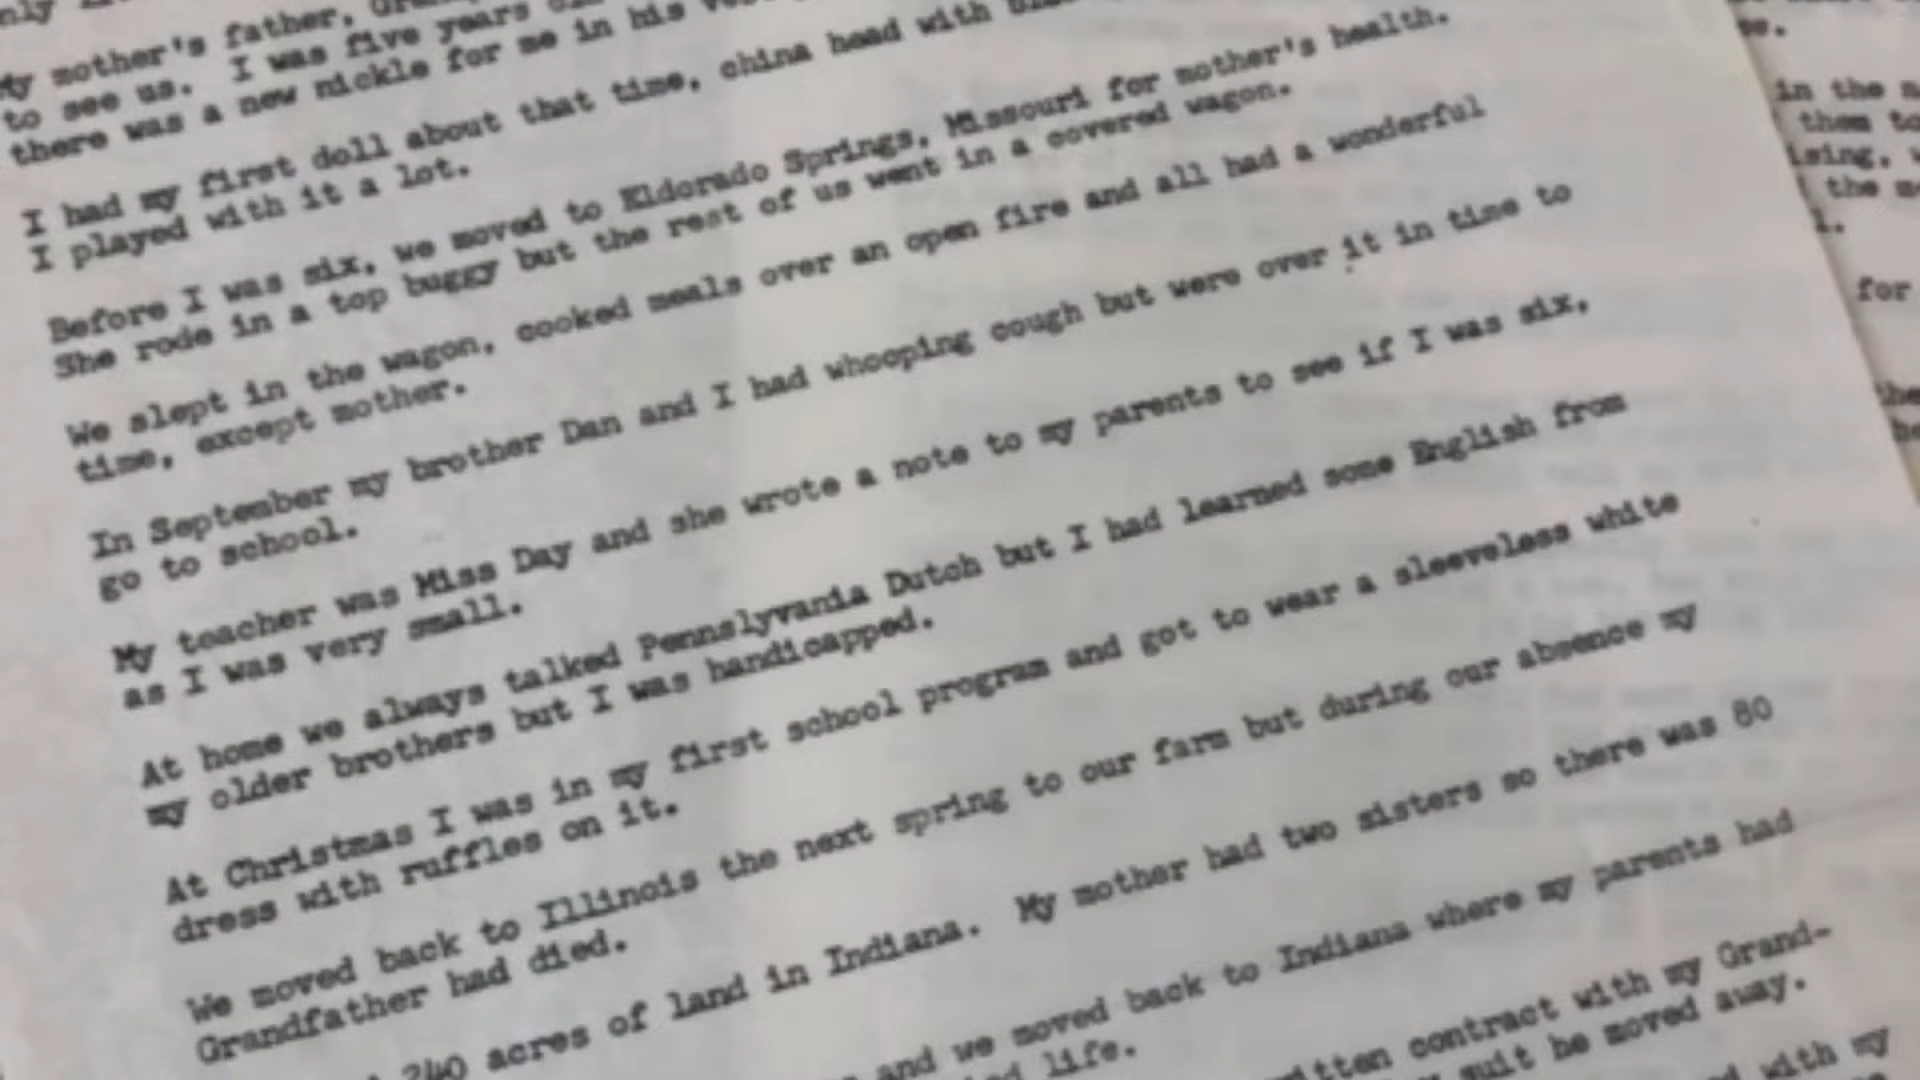 My mother's father,
to see us. I was five years
there was a new nickle for me in his
I had my first doll about that time, china head with
I played with it a lot.
Before I was six, we moved to Eldorado Springs, Missouri for mother's health.
She rode in a top buggy but the rest of us went in a covered wagon.
We slept in the wagon, cooked meals over an open fire and all had a wonderful
time, except mother.
In September my brother Dan and I had whooping cough but were over it in time to
go to school.
My teacher was Miss Day and she wrote a note to my parents to see if I was six,
as I was very small.
At home we always talked Pennslyvania Dutch but I had learned some English from
my older brothers but I was handicapped.
At Christmas I was in my first school program and got to wear a sleeveless white
dress with ruffles on it.
We moved back to Illinois the next spring to our farm but during our absence my
Grandfather had died.
240 acres of land in Indiana. My mother had two sisters so there was 80
and we moved back to Indiana where my parents had
life.
contract with my Grand-
suit he moved away.
with my
in the
them to
the
for